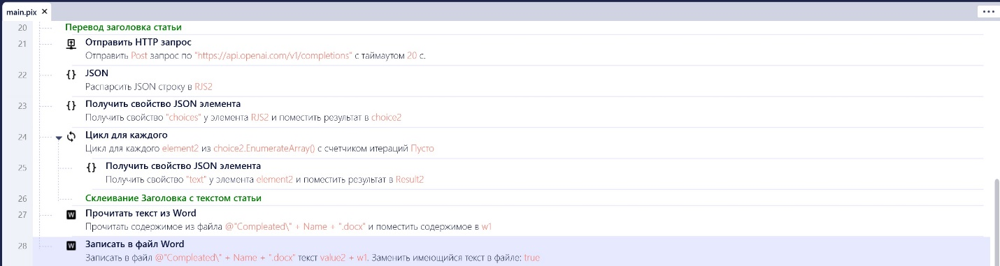 main.pix ✕
20 Перевод заголовка статьи
21 Отправить HTTP запрос
Отправить Post запрос по "https://api.openai.com/v1/completions" с таймаутом 20 с.
22 {} JSON
Распарсить JSON строку в RJS2
23 {} Получить свойство JSON элемента
Получить свойство "choices" у элемента RJS2 и поместить результат в choice2
24 Цикл для каждого
Цикл для каждого element2 из choice2.EnumerateArray() с счетчиком итераций Пусто
25 {} Получить свойство JSON элемента
Получить свойство "text" у элемента element2 и поместить результат в Result2
26 Склеивание Заголовка с текстом статьи
27 W Прочитать текст из Word
Прочитать содержимое из файла @"Compleated\" + Name + ".docx" и поместить содержимое в w1
28 W Записать в файл Word
Записать в файл @"Compleated\" + Name + ".docx" текст value2 + w1. Заменить имеющийся текст в файле: true